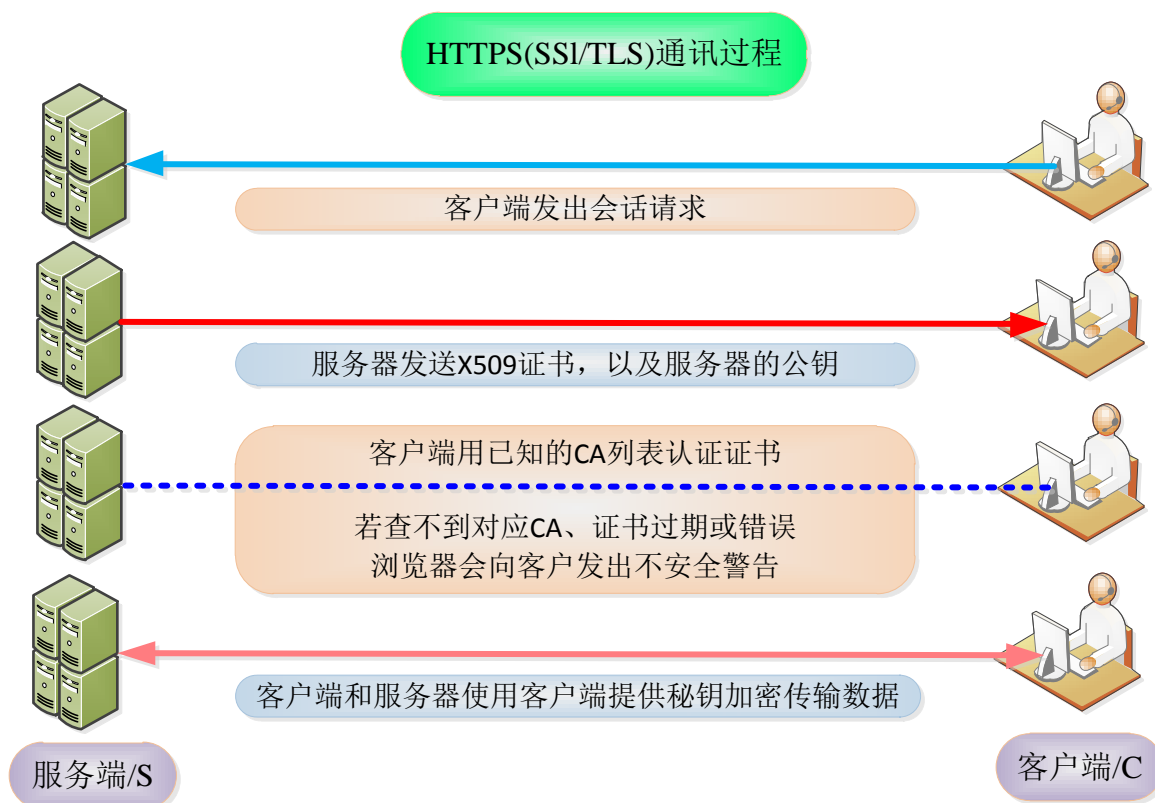 HTTPS(SSl/TLS)通讯过程
客户端发出会话请求
服务器发送X509证书，以及服务器的公钥
客户端用已知的CA列表认证证书
若查不到对应CA、证书过期或错误
浏览器会向客户发出不安全警告
客户端和服务器使用客户端提供秘钥加密传输数据
服务端/S
客户端/C